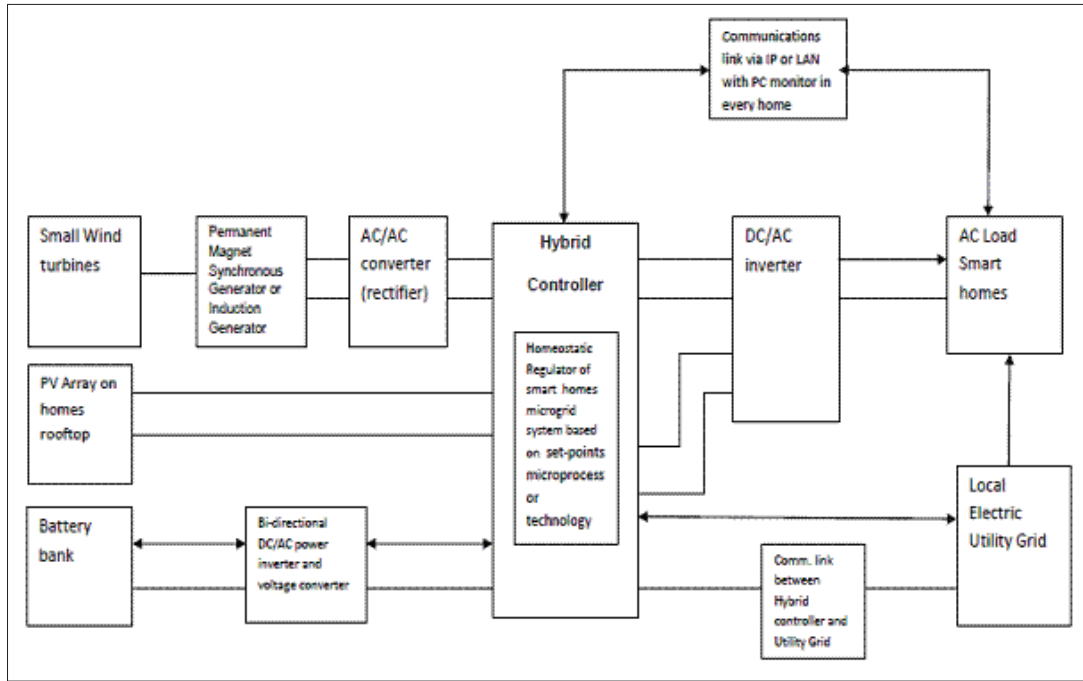 Communications
link via IP or LAN
with PC monitor in
every home
Small Wind
turbines
Permanent
Magnet
Synchronous
Generator or
Induction
Generator
AC/AC
converter
(rectifier)
Hybrid
Controller
DC/AC
inverter
AC Load
Smart
homes
Homeostatic
Regulator of
smart homes
microgrid
system based
on set-points
microprocess
or
technology
PV Array on
homes
rooftop
Battery
bank
Bi-directional
DC/AC power
inverter and
voltage converter
Local
Electric
Utility Grid
Comm. link
between
Hybrid
controller and
Utility Grid